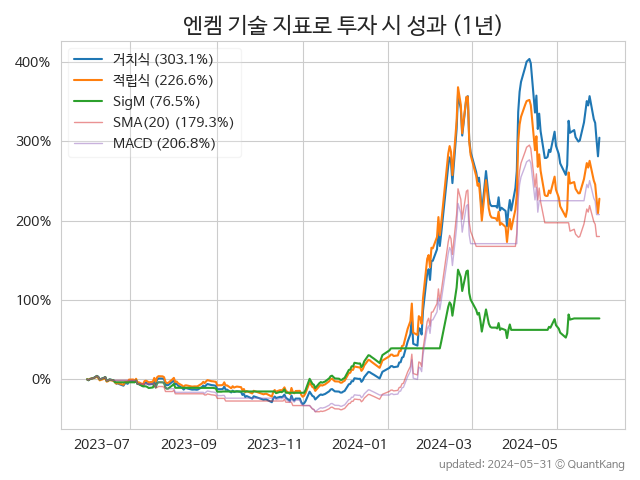 엔켐 기술 지표로 투자 시 성과 (1년)
거치식 (303.1%)
적립식 (226.6%)
SigM (76.5%)
SMA(20) (179.3%)
MACD (206.8%)
400%
300%
200%
100%
0%
2023-07 2023-09 2023-11 2024-01 2024-03 2024-05
updated: 2024-05-31 © QuantKang